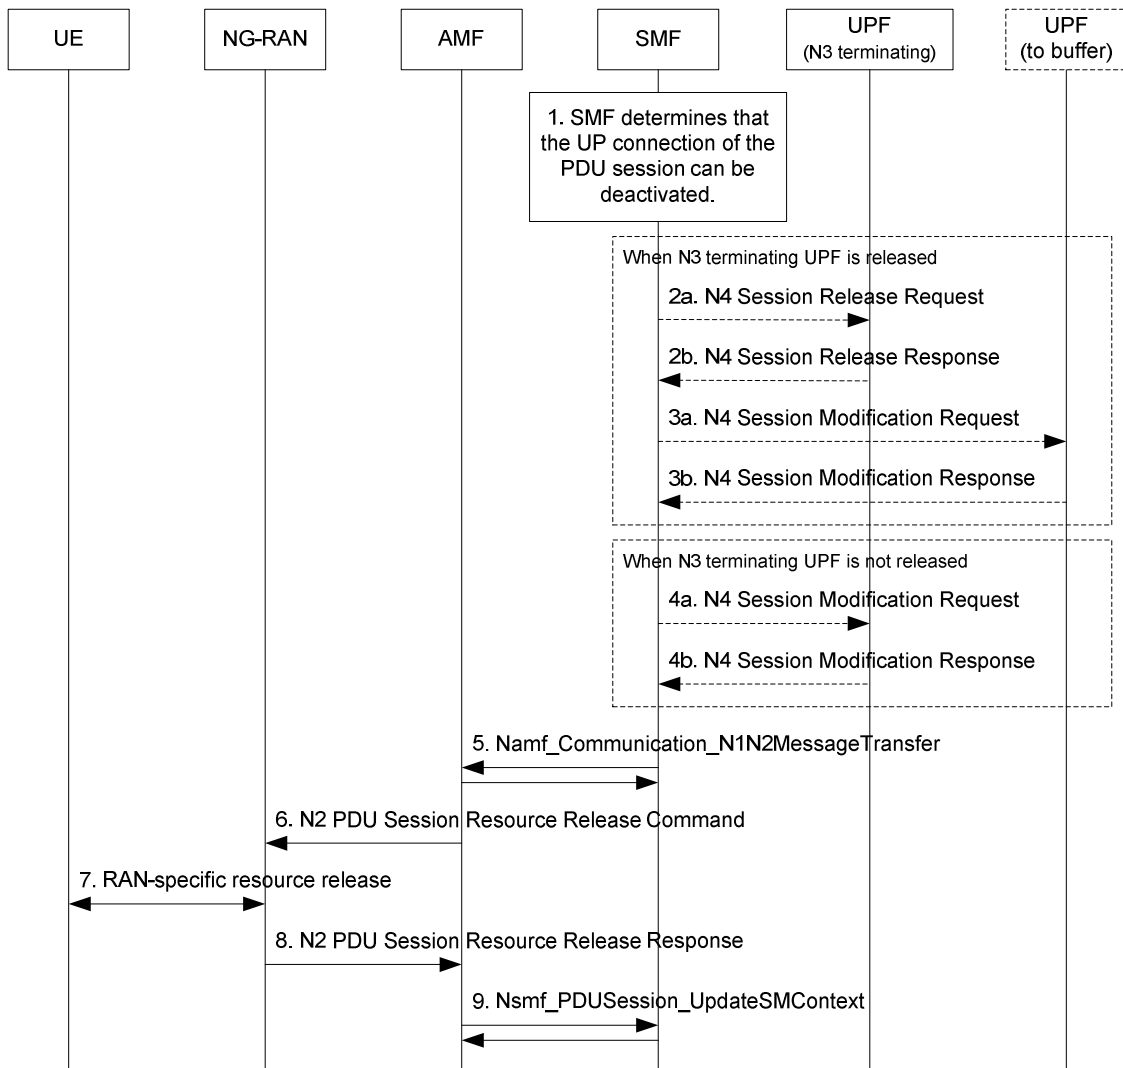 UE
NG-RAN
AMF
SMF
UPF
(N3 terminating)
UPF
(to buffer)
1. SMF determines that
the UP connection of the
PDU session can be
deactivated.
When N3 terminating UPF is released
2a. N4 Session Release Request
2b. N4 Session Release Response
3a. N4 Session Modification Request
3b. N4 Session Modification Response
When N3 terminating UPF is not released
4a. N4 Session Modification Request
4b. N4 Session Modification Response
5. Namf_Communication_N1N2MessageTransfer
6. N2 PDU Session Resource Release Command
7. RAN-specific resource release
8. N2 PDU Session Resource Release Response
9. Nsmf_PDUSession_UpdateSMContext